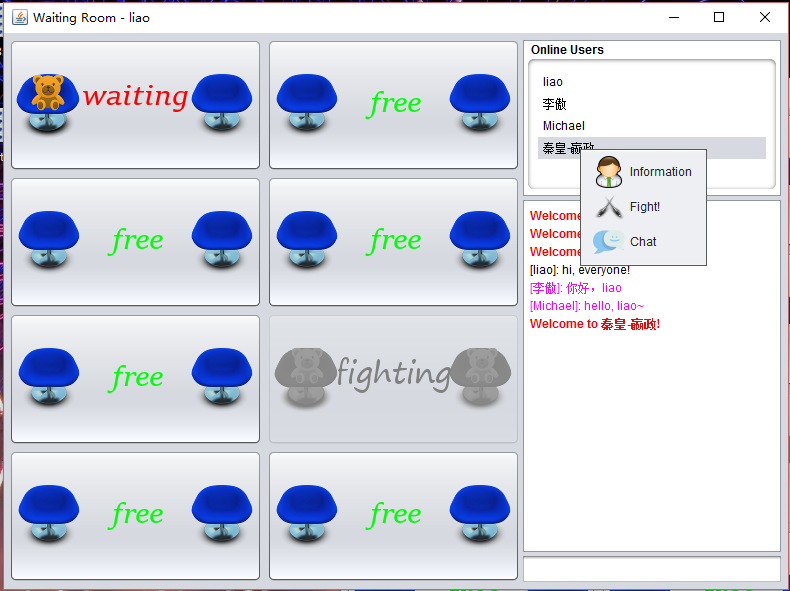 Waiting Room - liao
waiting
free
free
free
free
fighting
free
free
Online Users
liao
李傲
Michael
秦皇-嬴政
Information
Fight!
Chat
Welcome
Welcome
Welcome
[liao]: hi, everyone!
[李傲]: 你好，liao
[Michael]: hello, liao~
Welcome to 秦皇-嬴政!